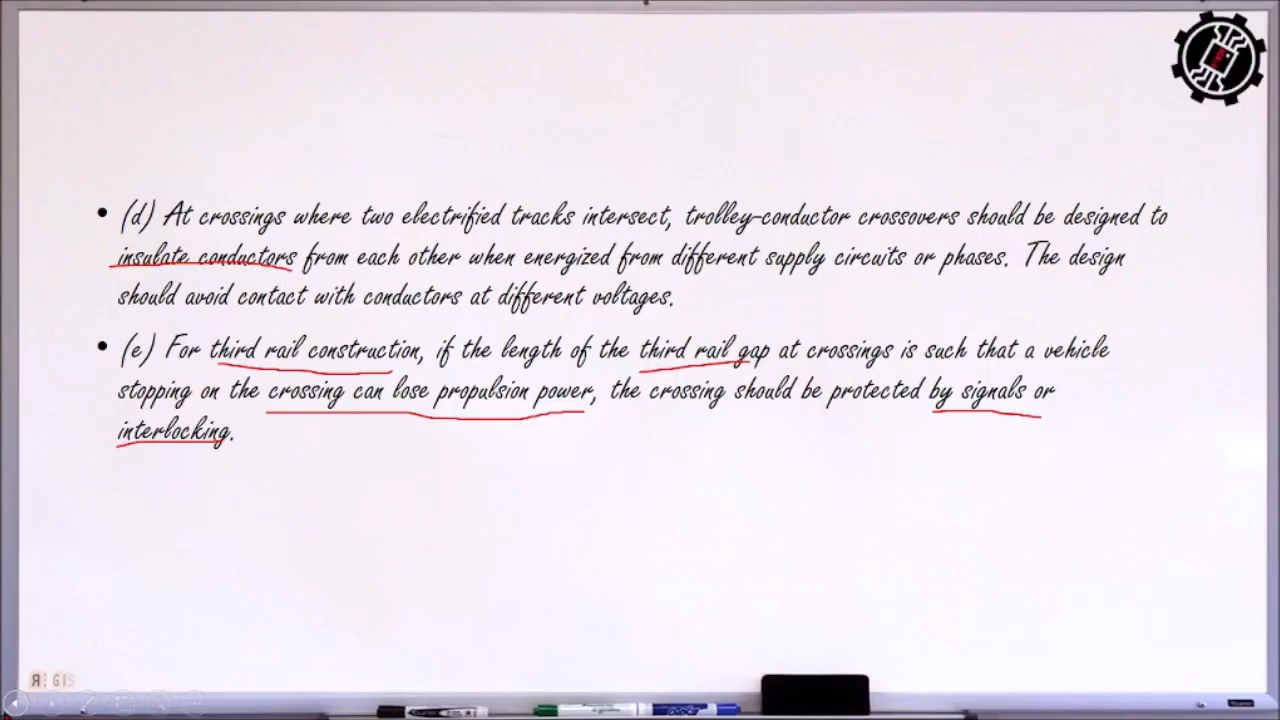 • (d) At crossings where two electrified tracks intersect, trolley-conductor crossovers should be designed to
insulate conductors from each other when energized from different supply circuits or phases. The design
should avoid contact with conductors at different voltages.
• (e) For third rail construction, if the length of the third rail gap at crossings is such that a vehicle
stopping on the crossing can lose propulsion power, the crossing should be protected by signals or
interlocking.